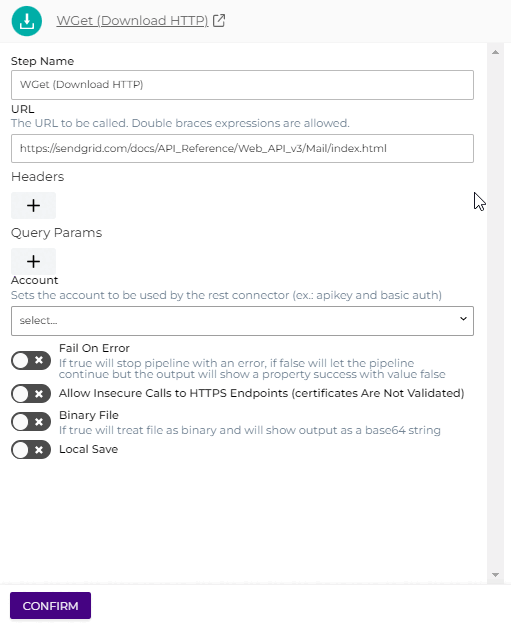 WGet (Download HTTP)
Step Name
WGet (Download HTTP)
URL
The URL to be called. Double braces expressions are allowed.
https://sendgrid.com/docs/API_Reference/Web_API_v3/Mail/index.html
Headers
+
Query Params
+
Account
Sets the account to be used by the rest connector (ex.: apikey and basic auth)
select...
Fail On Error
If true will stop pipeline with an error, if false will let the pipeline
continue but the output will show a property success with value false
Allow Insecure Calls to HTTPS Endpoints (certificates Are Not Validated)
Binary File
If true will treat file as binary and will show output as a base64 string
Local Save
CONFIRM